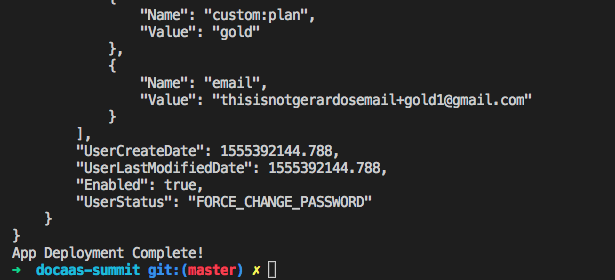 {
"Name": "custom:plan",
"Value": "gold"
},
{
"Name": "email",
"Value": "thisisnotgerardosemail+gold1@gmail.com"
}
],
"UserCreateDate": 1555392144.788,
"UserLastModifiedDate": 1555392144.788,
"Enabled": true,
"UserStatus": "FORCE_CHANGE_PASSWORD"
}
}
App Deployment Complete!
➜ docaas-summit git:(master) ✗